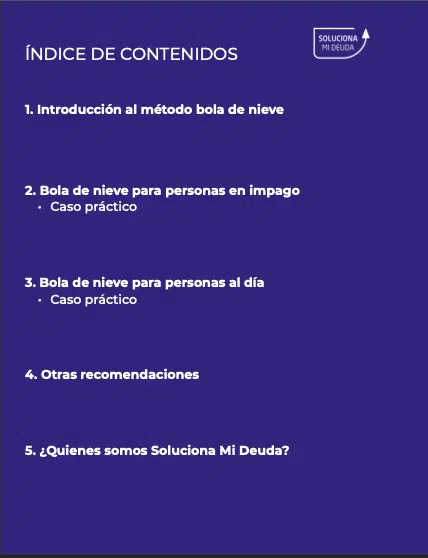 ÍNDICE DE CONTENIDOS
SOLUCIONA
MI DEUDA
1. Introducción al método bola de nieve
2. Bola de nieve para personas en impago
• Caso práctico
3. Bola de nieve para personas al día
• Caso práctico
4. Otras recomendaciones
5. ¿Quienes somos Soluciona Mi Deuda?